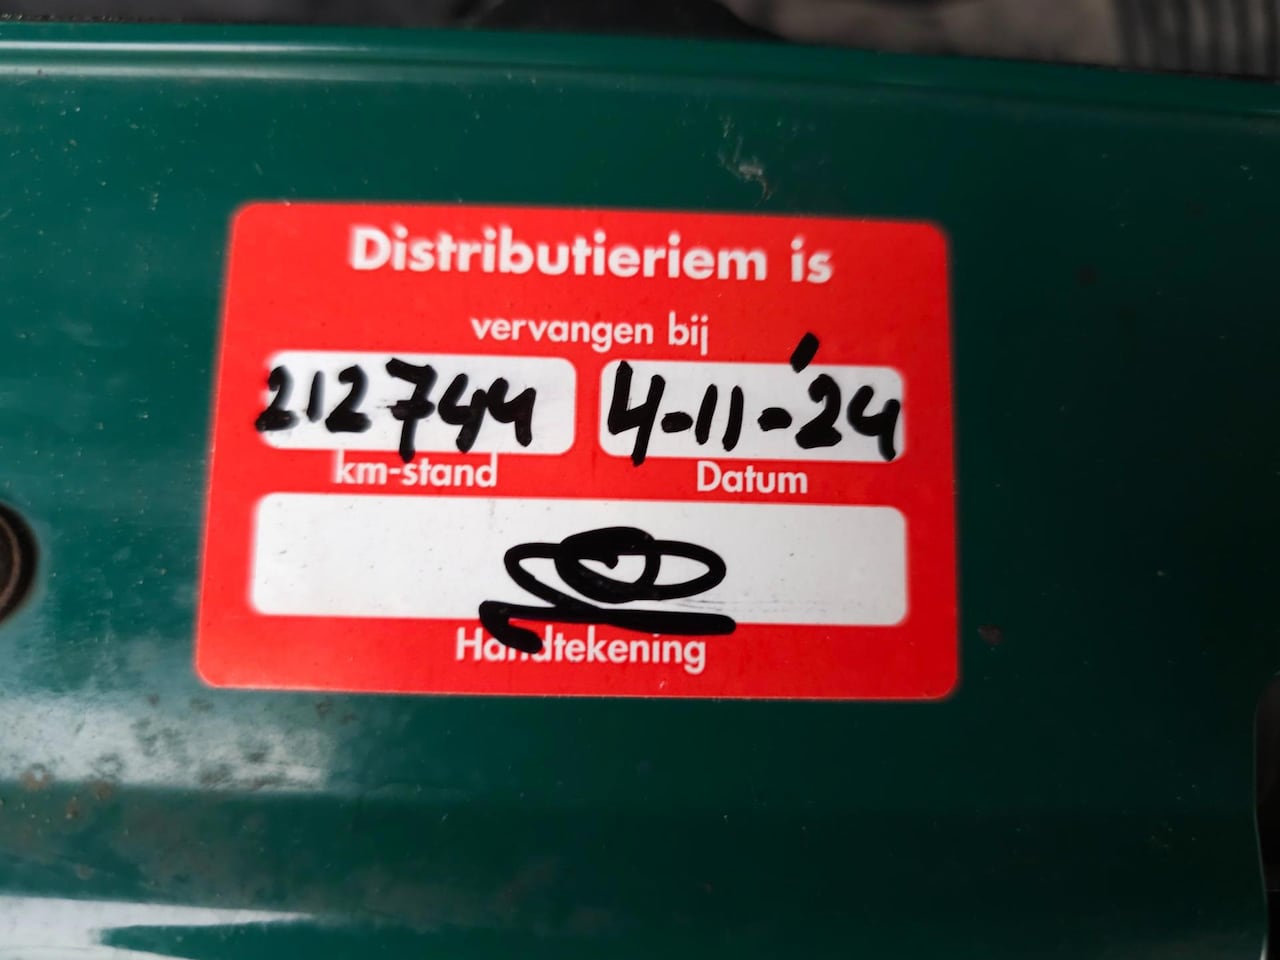 Distributieriem is
vervangen bij
212744 4-11-'24
km-stand Datum
Handtekening